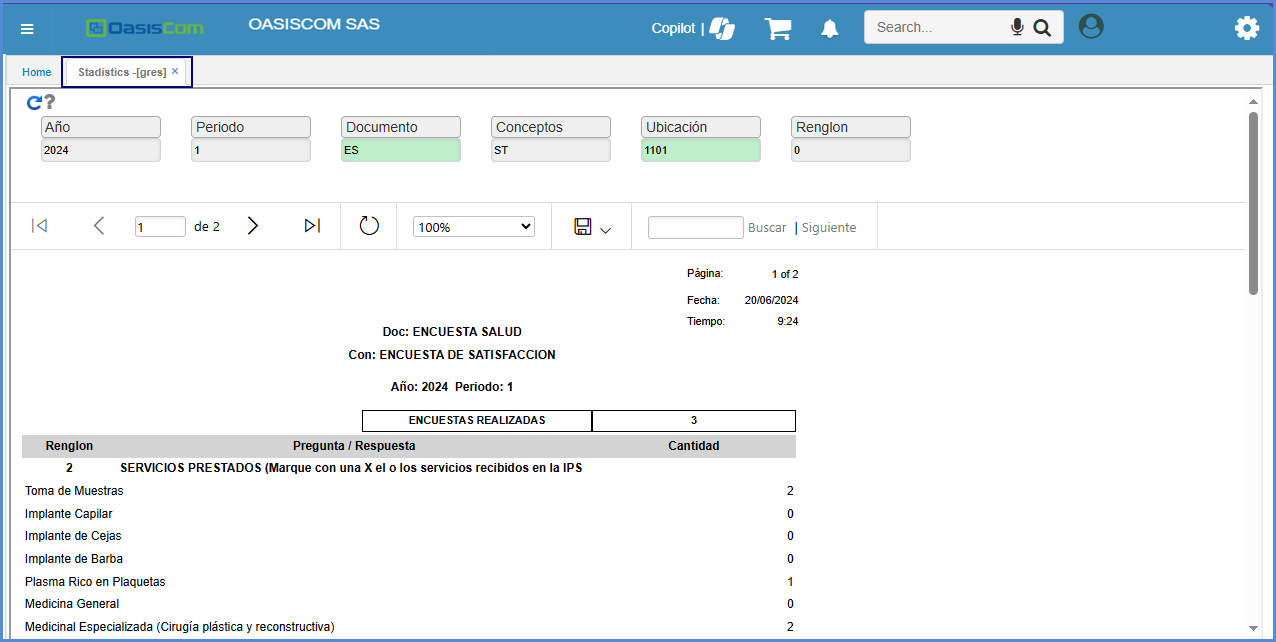 OasisCom
OASISCOM SAS
Copilot |
Search...
Home
Stadistics -[gres] ×
?
Año Periodo Documento Conceptos Ubicación Renglon
2024 1 ES ST 1101 0
1 de 2 100% Buscar | Siguiente
Página: 1 of 2
Fecha: 20/06/2024
Tiempo: 9:24
Doc: ENCUESTA SALUD
Con: ENCUESTA DE SATISFACCION
Año: 2024 Periodo: 1
ENCUESTAS REALIZADAS 3
Renglon Pregunta / Respuesta Cantidad
2 SERVICIOS PRESTADOS (Marque con una X el o los servicios recibidos en la IPS
Toma de Muestras 2
Implante Capilar 0
Implante de Cejas 0
Implante de Barba 0
Plasma Rico en Plaquetas 1
Medicina General 0
Medicinal Especializada (Cirugía plástica y reconstructiva) 2